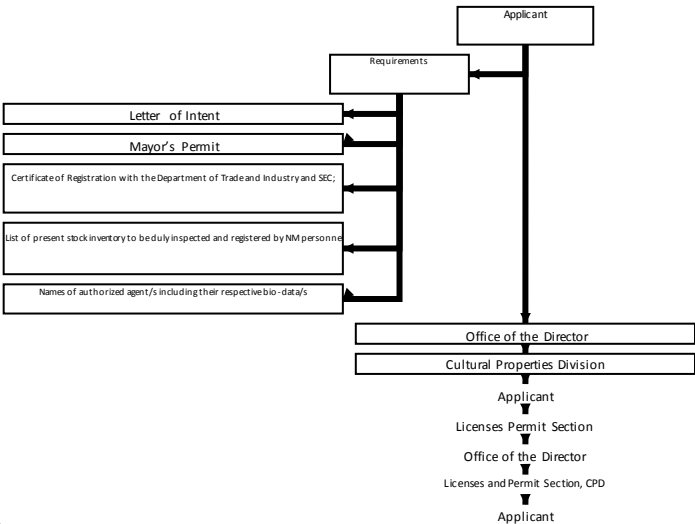 Applicant
Requirements
Letter of Intent
Mayor's Permit
Certificate of Registration with the Department of Trade and Industry and SEC;
List of present stock inventory to be duly inspected and registered by NM personne
Names of authorized agent/s including their respective bio-data/s
Office of the Director
Cultural Properties Division
Applicant
Licenses Permit Section
Office of the Director
Licenses and Permit Section, CPD
Applicant